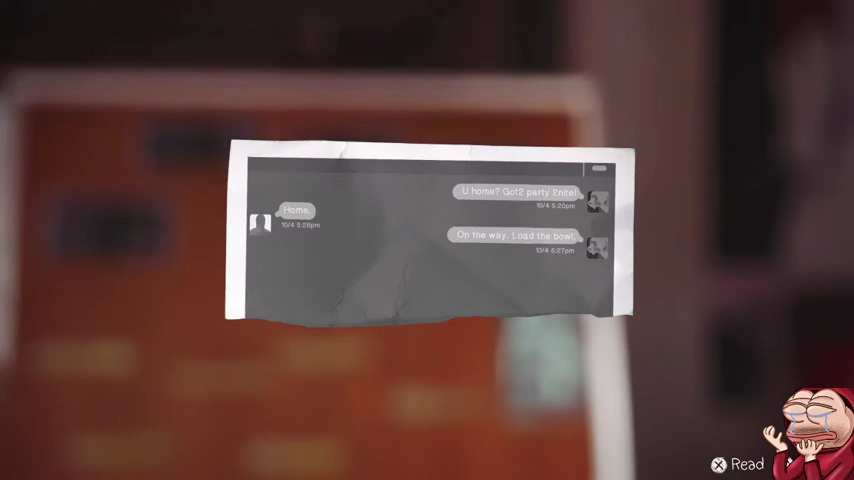 U home? Got2 party 2nite!
10/4 5:20pm
Home.
10/4 5:26pm
On the way. Load the bowl.
10/4 5:27pm
Read